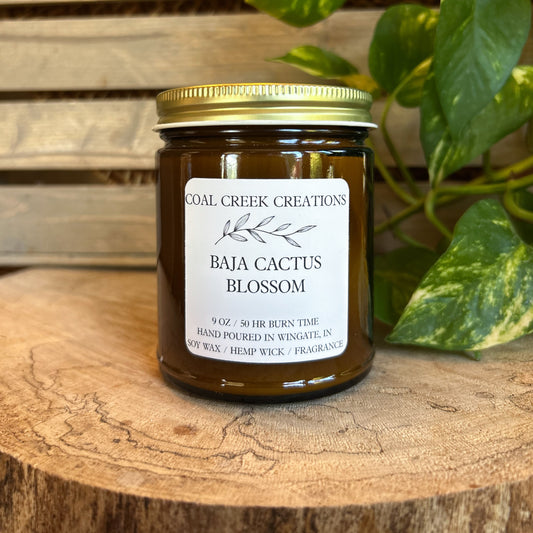 COAL CREEK CREATIONS
BAJA CACTUS
BLOSSOM
9 OZ / 50 HR BURN TIME
HAND POURED IN WINGATE, IN
SOY WAX / HEMP WICK / FRAGRANCE